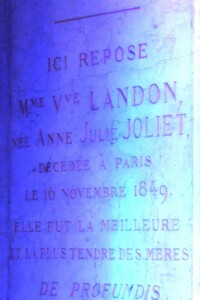 ICI REPOSE
MME VVE LANDON,
NÉE ANNE JULIE JOLIET,
DÉCÉDÉE À PARIS
LE 16 NOVEMBRE 1849.
ELLE FUT LA MEILLEURE
ET LA PLUS TENDRE DES MÈRES
DE PROFUNDIS